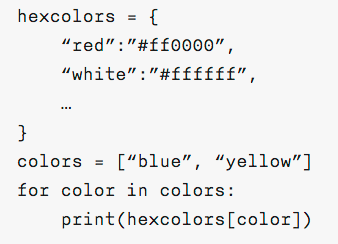 hexcolors = {
“red”:”#ff0000”,
“white”:”#ffffff”,
…
}
colors = [“blue”, “yellow”]
for color in colors:
print(hexcolors[color])